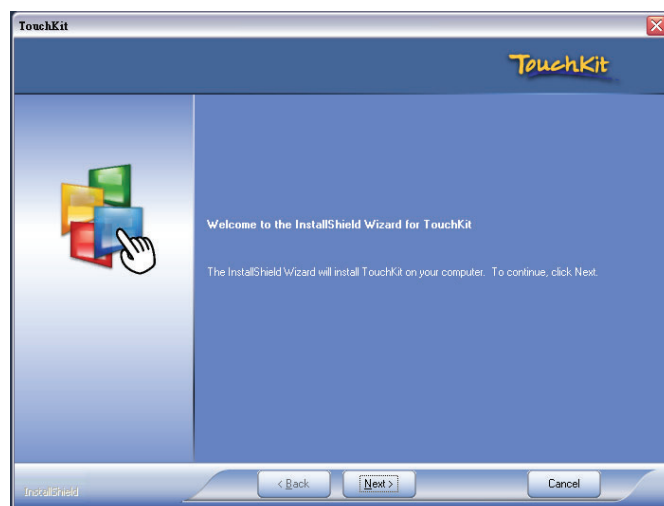 TouchKit
TouchKit
Welcome to the InstallShield Wizard for TouchKit
The InstallShield Wizard will install TouchKit on your computer. To continue, click Next.
InstallShield
< Back
Next >
Cancel